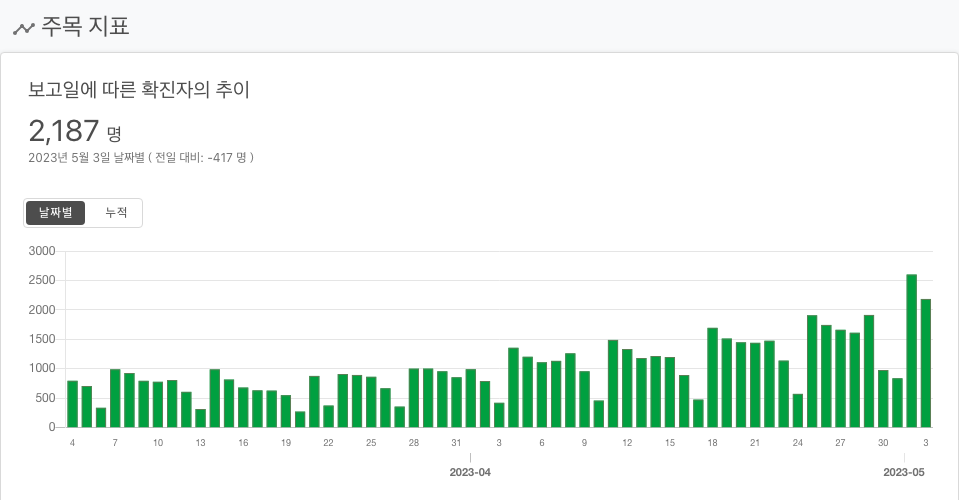 주목 지표
보고일에 따른 확진자의 추이
2,187 명
2023년 5월 3일 날짜별 ( 전일 대비: -417 명 )
날짜별 누적
3000
2500
2000
1500
1000
500
0
4 7 10 13 16 19 22 25 28 31 3 6 9 12 15 18 21 24 27 30 3
2023-04 2023-05